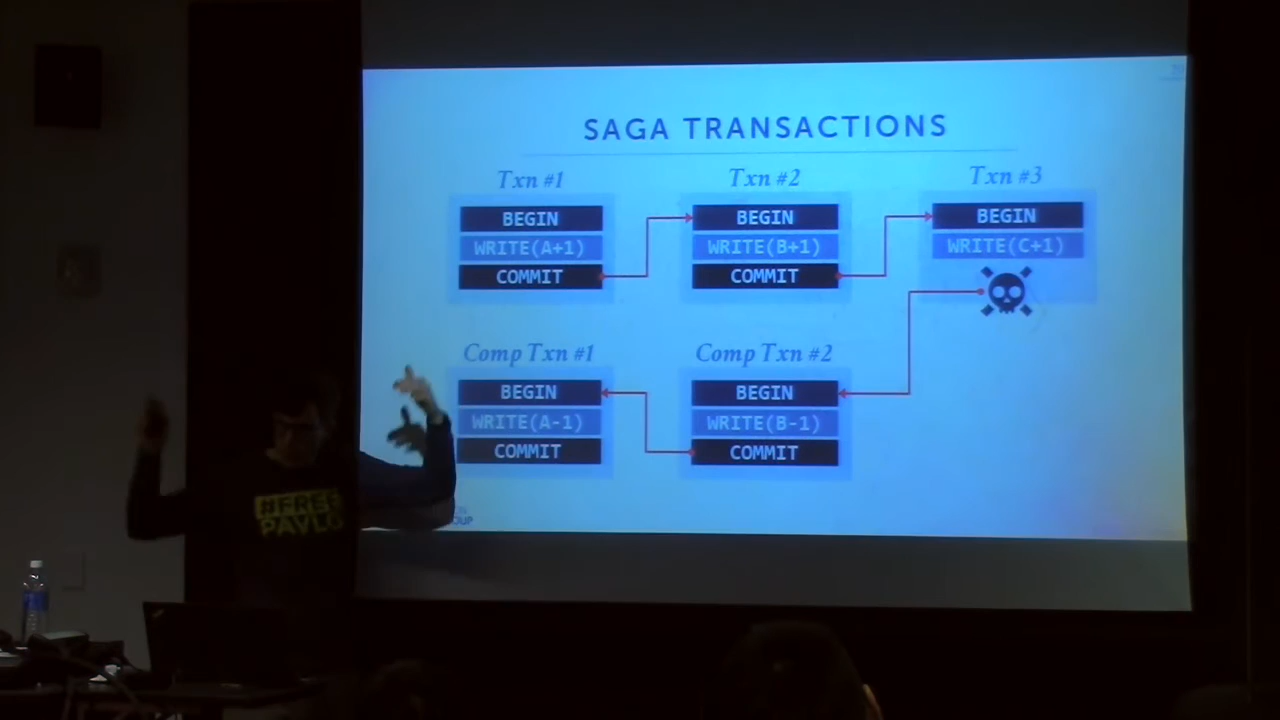 SAGA TRANSACTIONS
Txn #1
BEGIN
WRITE(A+1)
COMMIT
Txn #2
BEGIN
WRITE(B+1)
COMMIT
Txn #3
BEGIN
WRITE(C+1)
Comp Txn #1
BEGIN
WRITE(A-1)
COMMIT
Comp Txn #2
BEGIN
WRITE(B-1)
COMMIT
#FREE
PAVLO